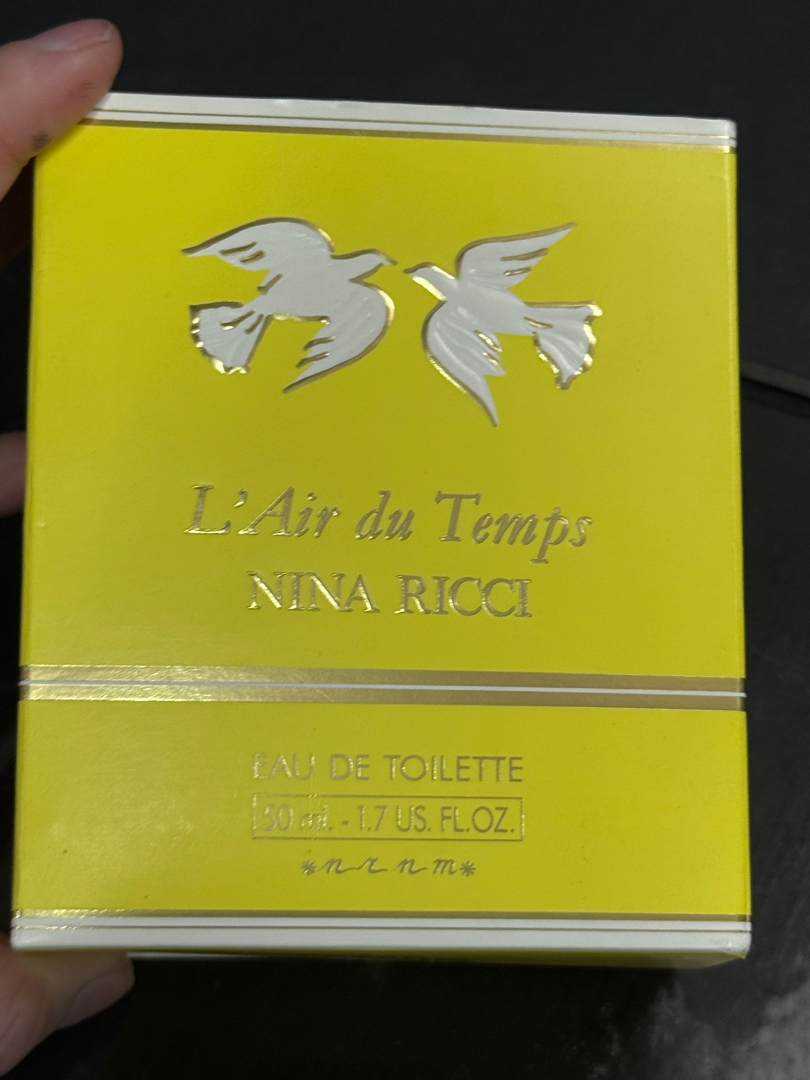 L'Air du Temps
NINA RICCI
EAU DE TOILETTE
50 ml. - 1.7 US. FL.OZ.
*n r n m*